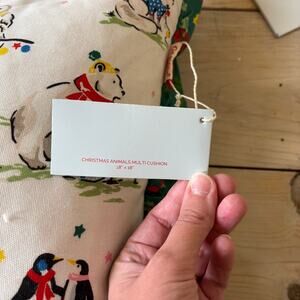 CHRISTMAS ANIMALS MULTI CUSHION
18" x 18"